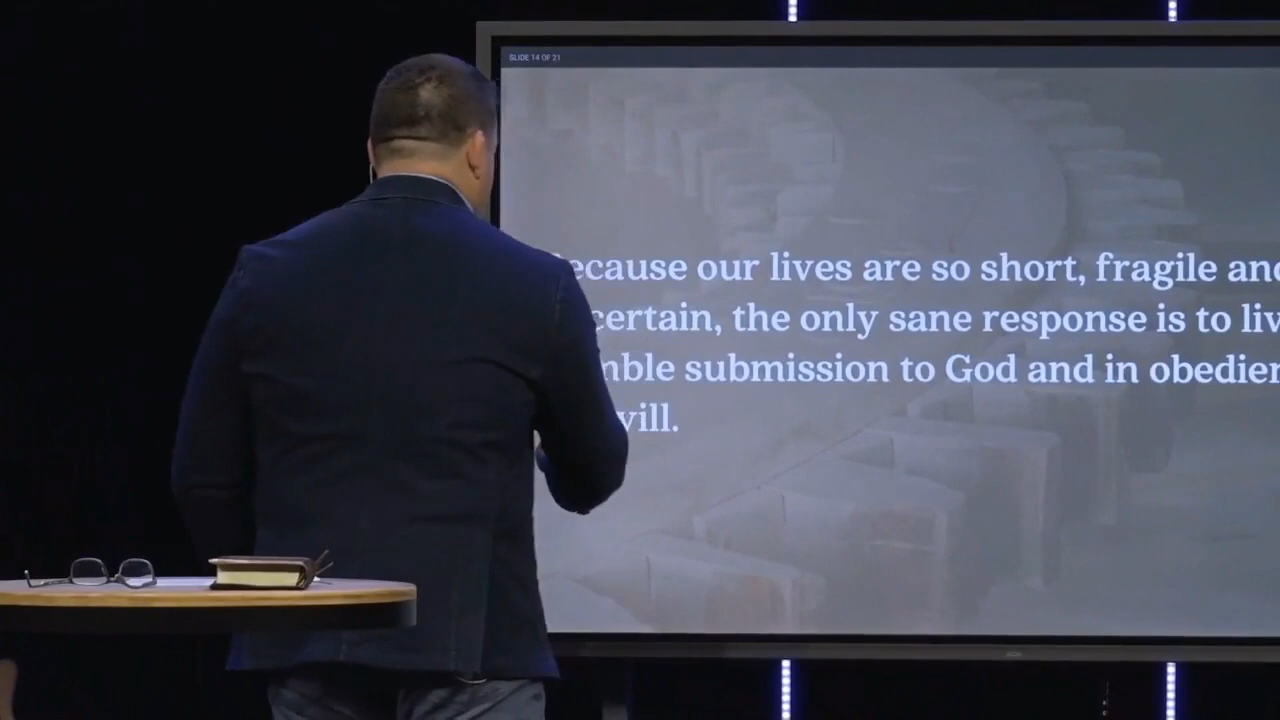 SLIDE 14 OF 21
ecause our lives are so short, fragile and
certain, the only sane response is to liv
mble submission to God and in obedien
vill.